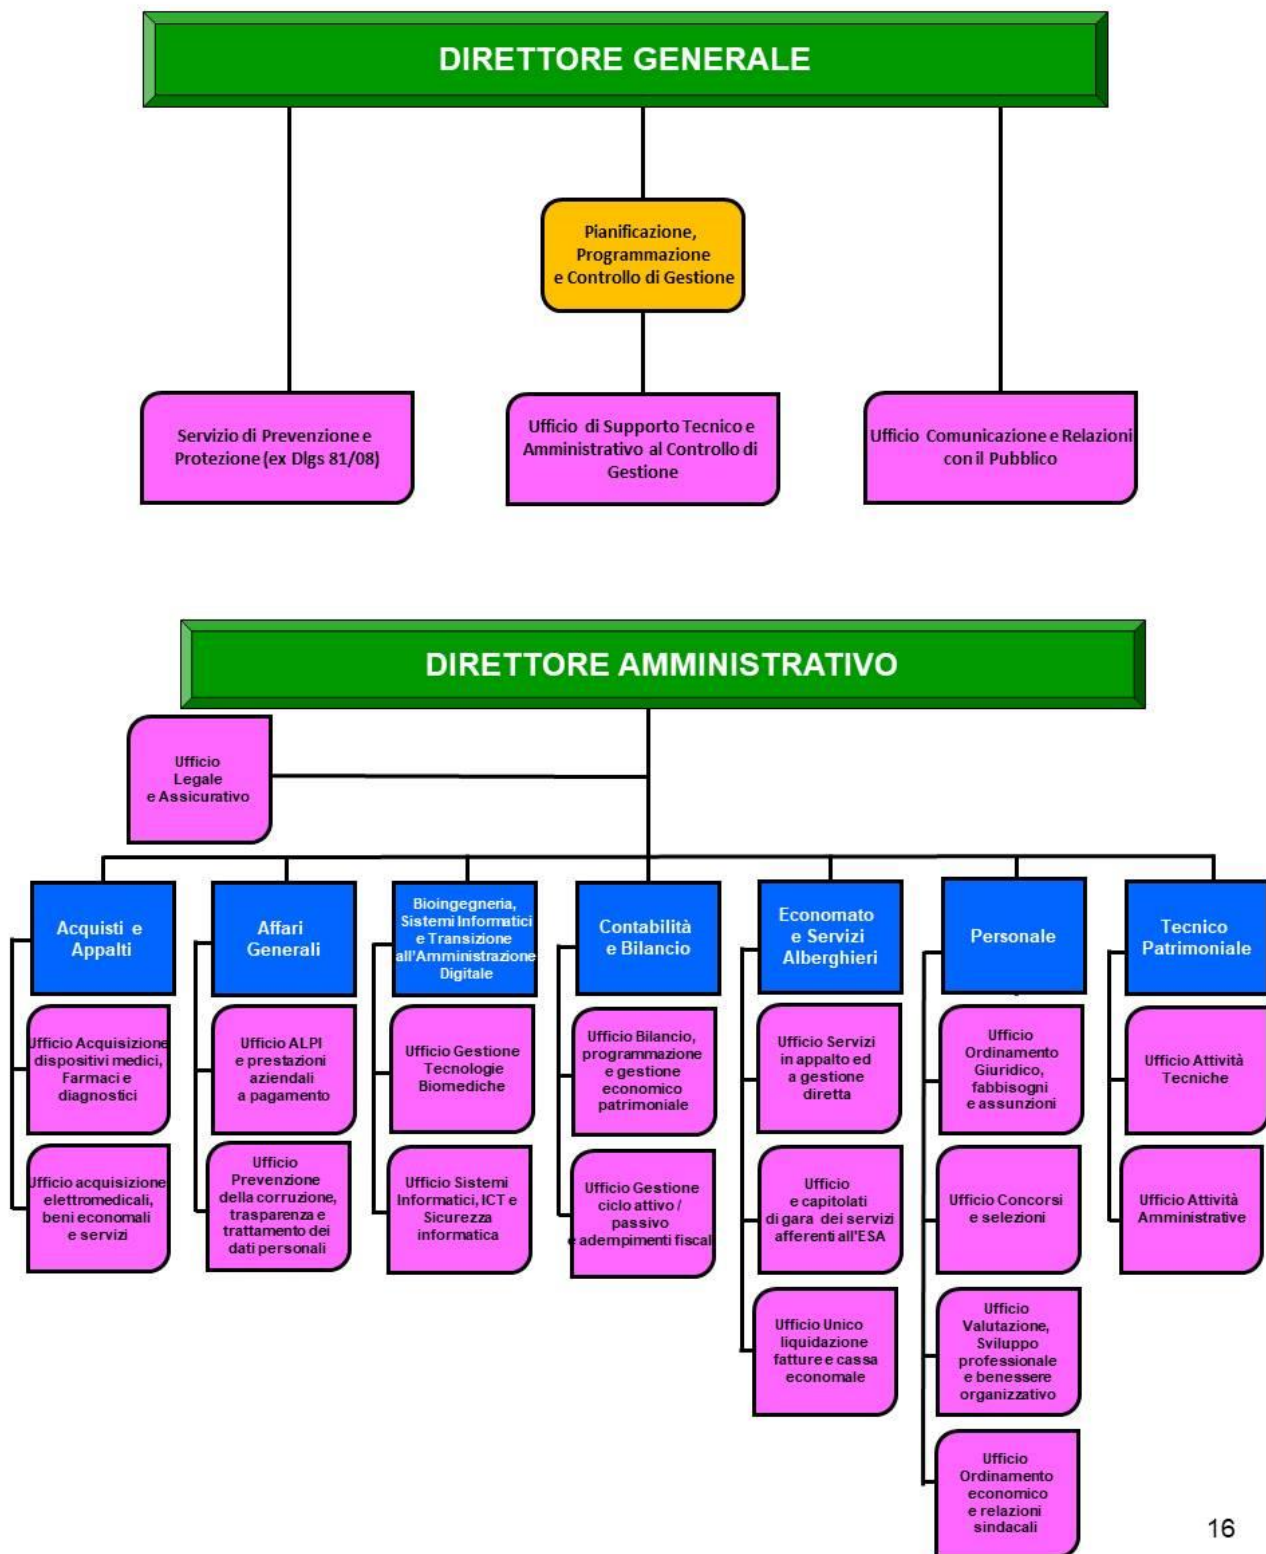 DIRETTORE GENERALE
Pianificazione,
Programmazione
e Controllo di Gestione
Servizio di Prevenzione e
Protezione (ex Dlgs 81/08)
Ufficio di Supporto Tecnico e
Amministrativo al Controllo di
Gestione
Ufficio Comunicazione e Relazioni
con il Pubblico
DIRETTORE AMMINISTRATIVO
Ufficio
Legale
e Assicurativo
Acquisti e
Appalti
Affari
Generali
Bioingegneria,
Sistemi Informatici
e Transizione
all'Amministrazione
Digitale
Contabilità
e Bilancio
Economato
e Servizi
Alberghieri
Personale
Tecnico
Patrimoniale
Ufficio Acquisizione
dispositivi medici,
Farmaci e
diagnostici
Ufficio ALPI
e prestazioni
aziendali
a pagamento
Ufficio Gestione
Tecnologie
Biomediche
Ufficio Bilancio,
programmazione
e gestione
economico
patrimoniale
Ufficio Servizi
in appalto ed
a gestione
diretta
Ufficio
Ordinamento
Giuridico,
fabbisogni
e assunzioni
Ufficio Attività
Tecniche
Ufficio acquisizione
elettromedicali,
beni economali
e servizi
Ufficio
Prevenzione
della corruzione,
trasparenza e
trattamento dei
dati personali
Ufficio Sistemi
Informatici, ICT e
Sicurezza
informatica
Ufficio Gestione
ciclo attivo /
passivo
e adempimenti fiscal
Ufficio
e capitolati
di gara dei servizi
afferenti all'ESA
Ufficio Concorsi
e selezioni
Ufficio Attività
Amministrative
Ufficio Unico
liquidazione
fatture e cassa
economale
Ufficio
Valutazione,
Sviluppo
professionale
e benessere
organizzativo
Ufficio
Ordinamento
economico
e relazioni
sindacali
16